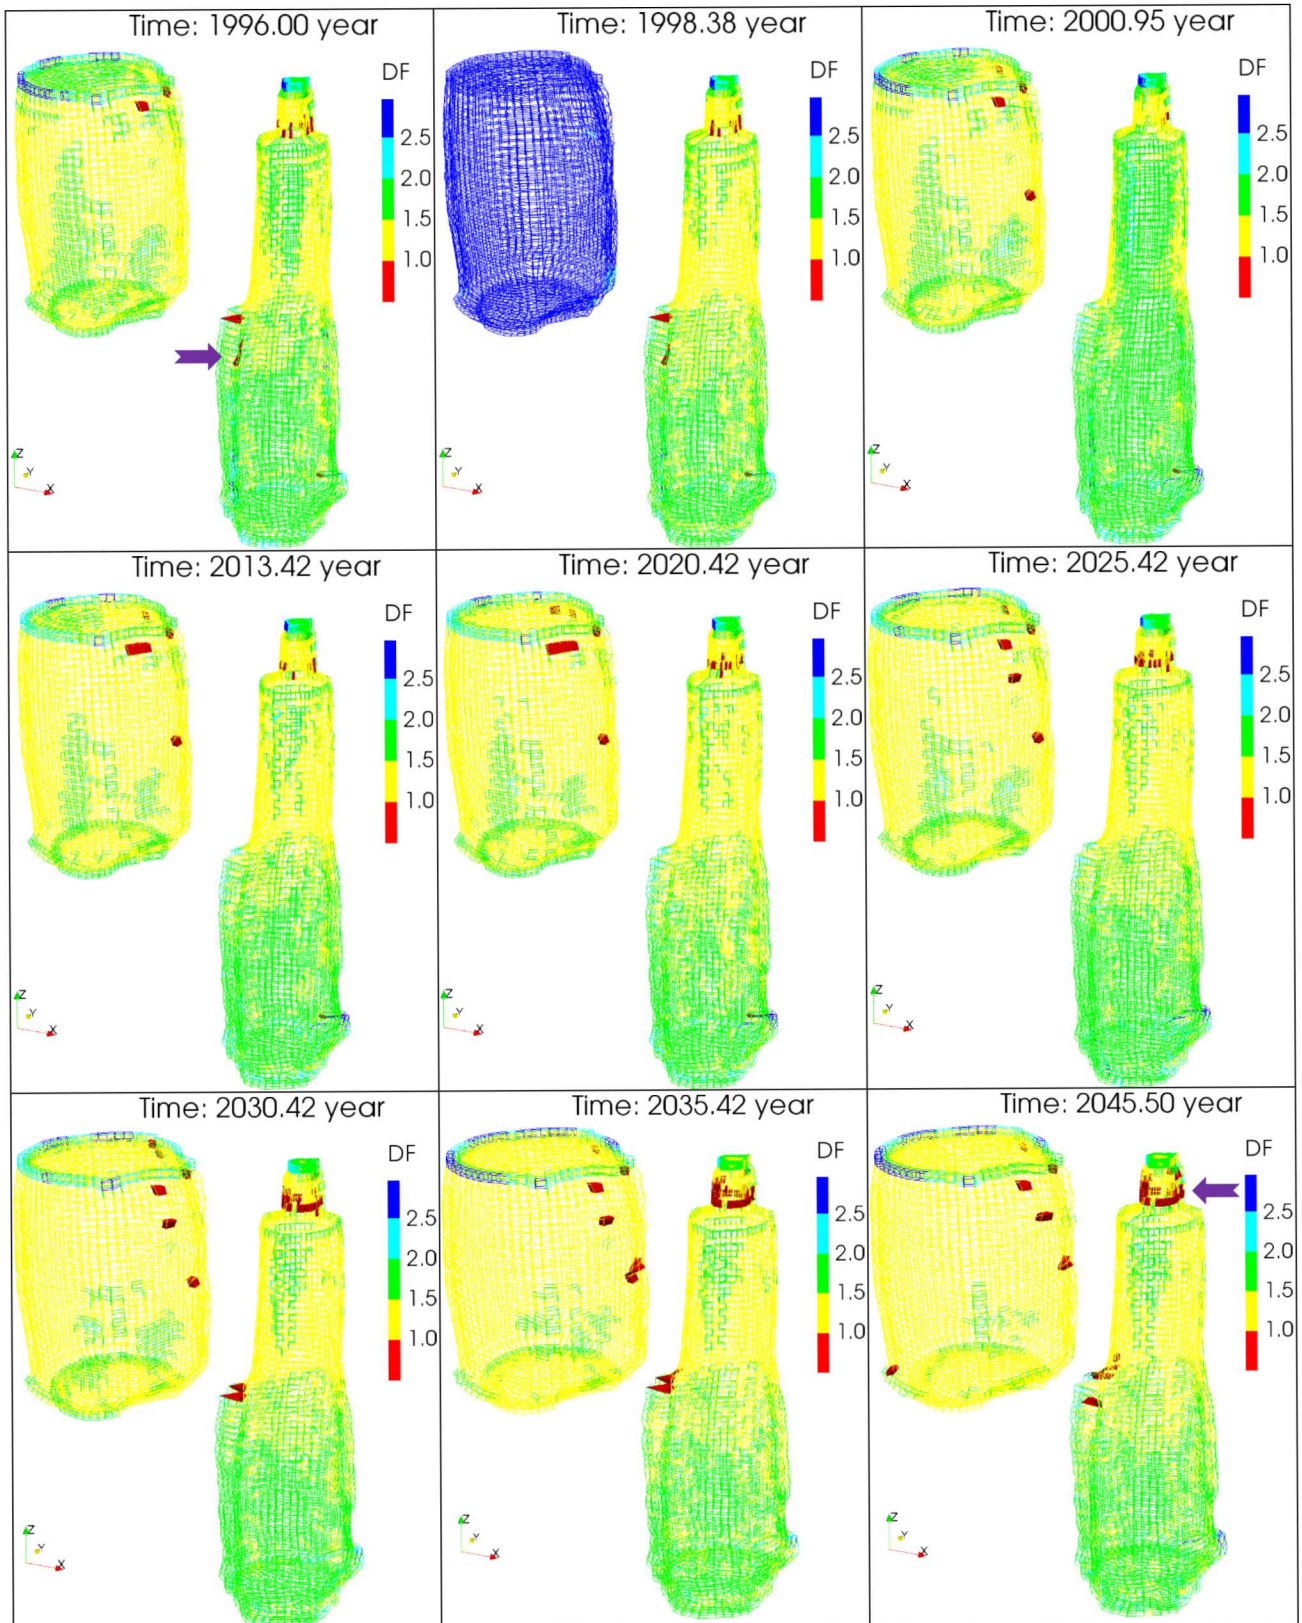 Time: 1996.00 year
DF
2.5
2.0
1.5
1.0
Z
Y
X
Time: 1998.38 year
DF
2.5
2.0
1.5
1.0
Z
Y
X
Time: 2000.95 year
DF
2.5
2.0
1.5
1.0
Z
Y
X
Time: 2013.42 year
DF
2.5
2.0
1.5
1.0
Z
Y
X
Time: 2020.42 year
DF
2.5
2.0
1.5
1.0
Z
Y
X
Time: 2025.42 year
DF
2.5
2.0
1.5
1.0
Z
Y
X
Time: 2030.42 year
DF
2.5
2.0
1.5
1.0
Z
Y
X
Time: 2035.42 year
DF
2.5
2.0
1.5
1.0
Z
Y
X
Time: 2045.50 year
DF
2.5
2.0
1.5
1.0
Z
Y
X